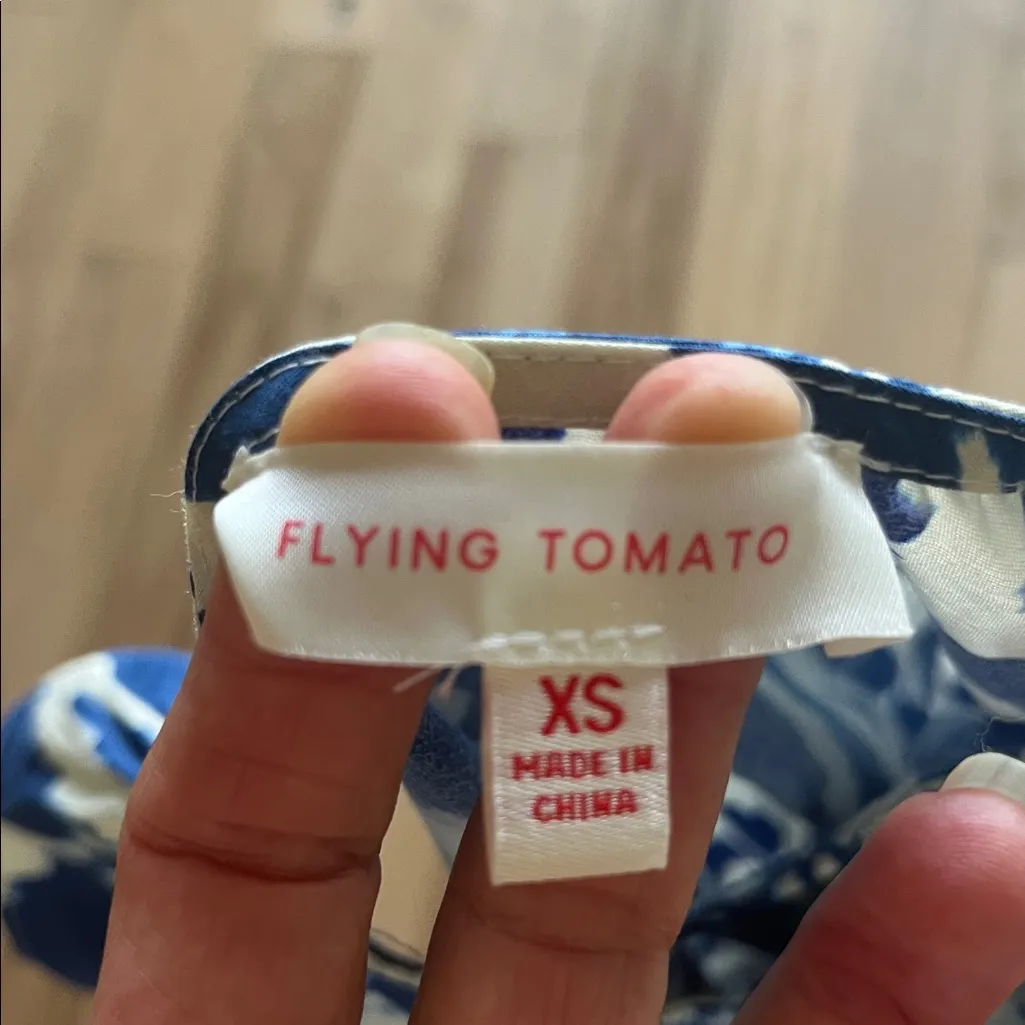 FLYING TOMATO
XS
MADE IN
CHINA